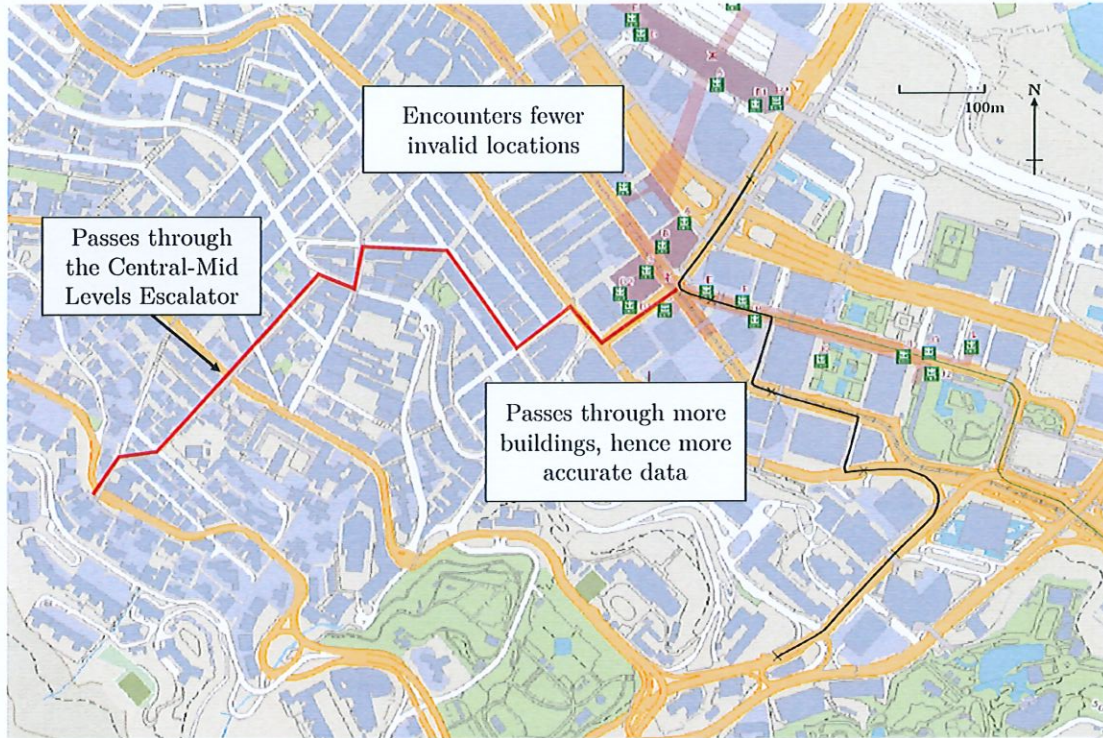 Encounters fewer
invalid locations
100m
N
Passes through
the Central-Mid
Levels Escalator
Passes through more
buildings, hence more
accurate data